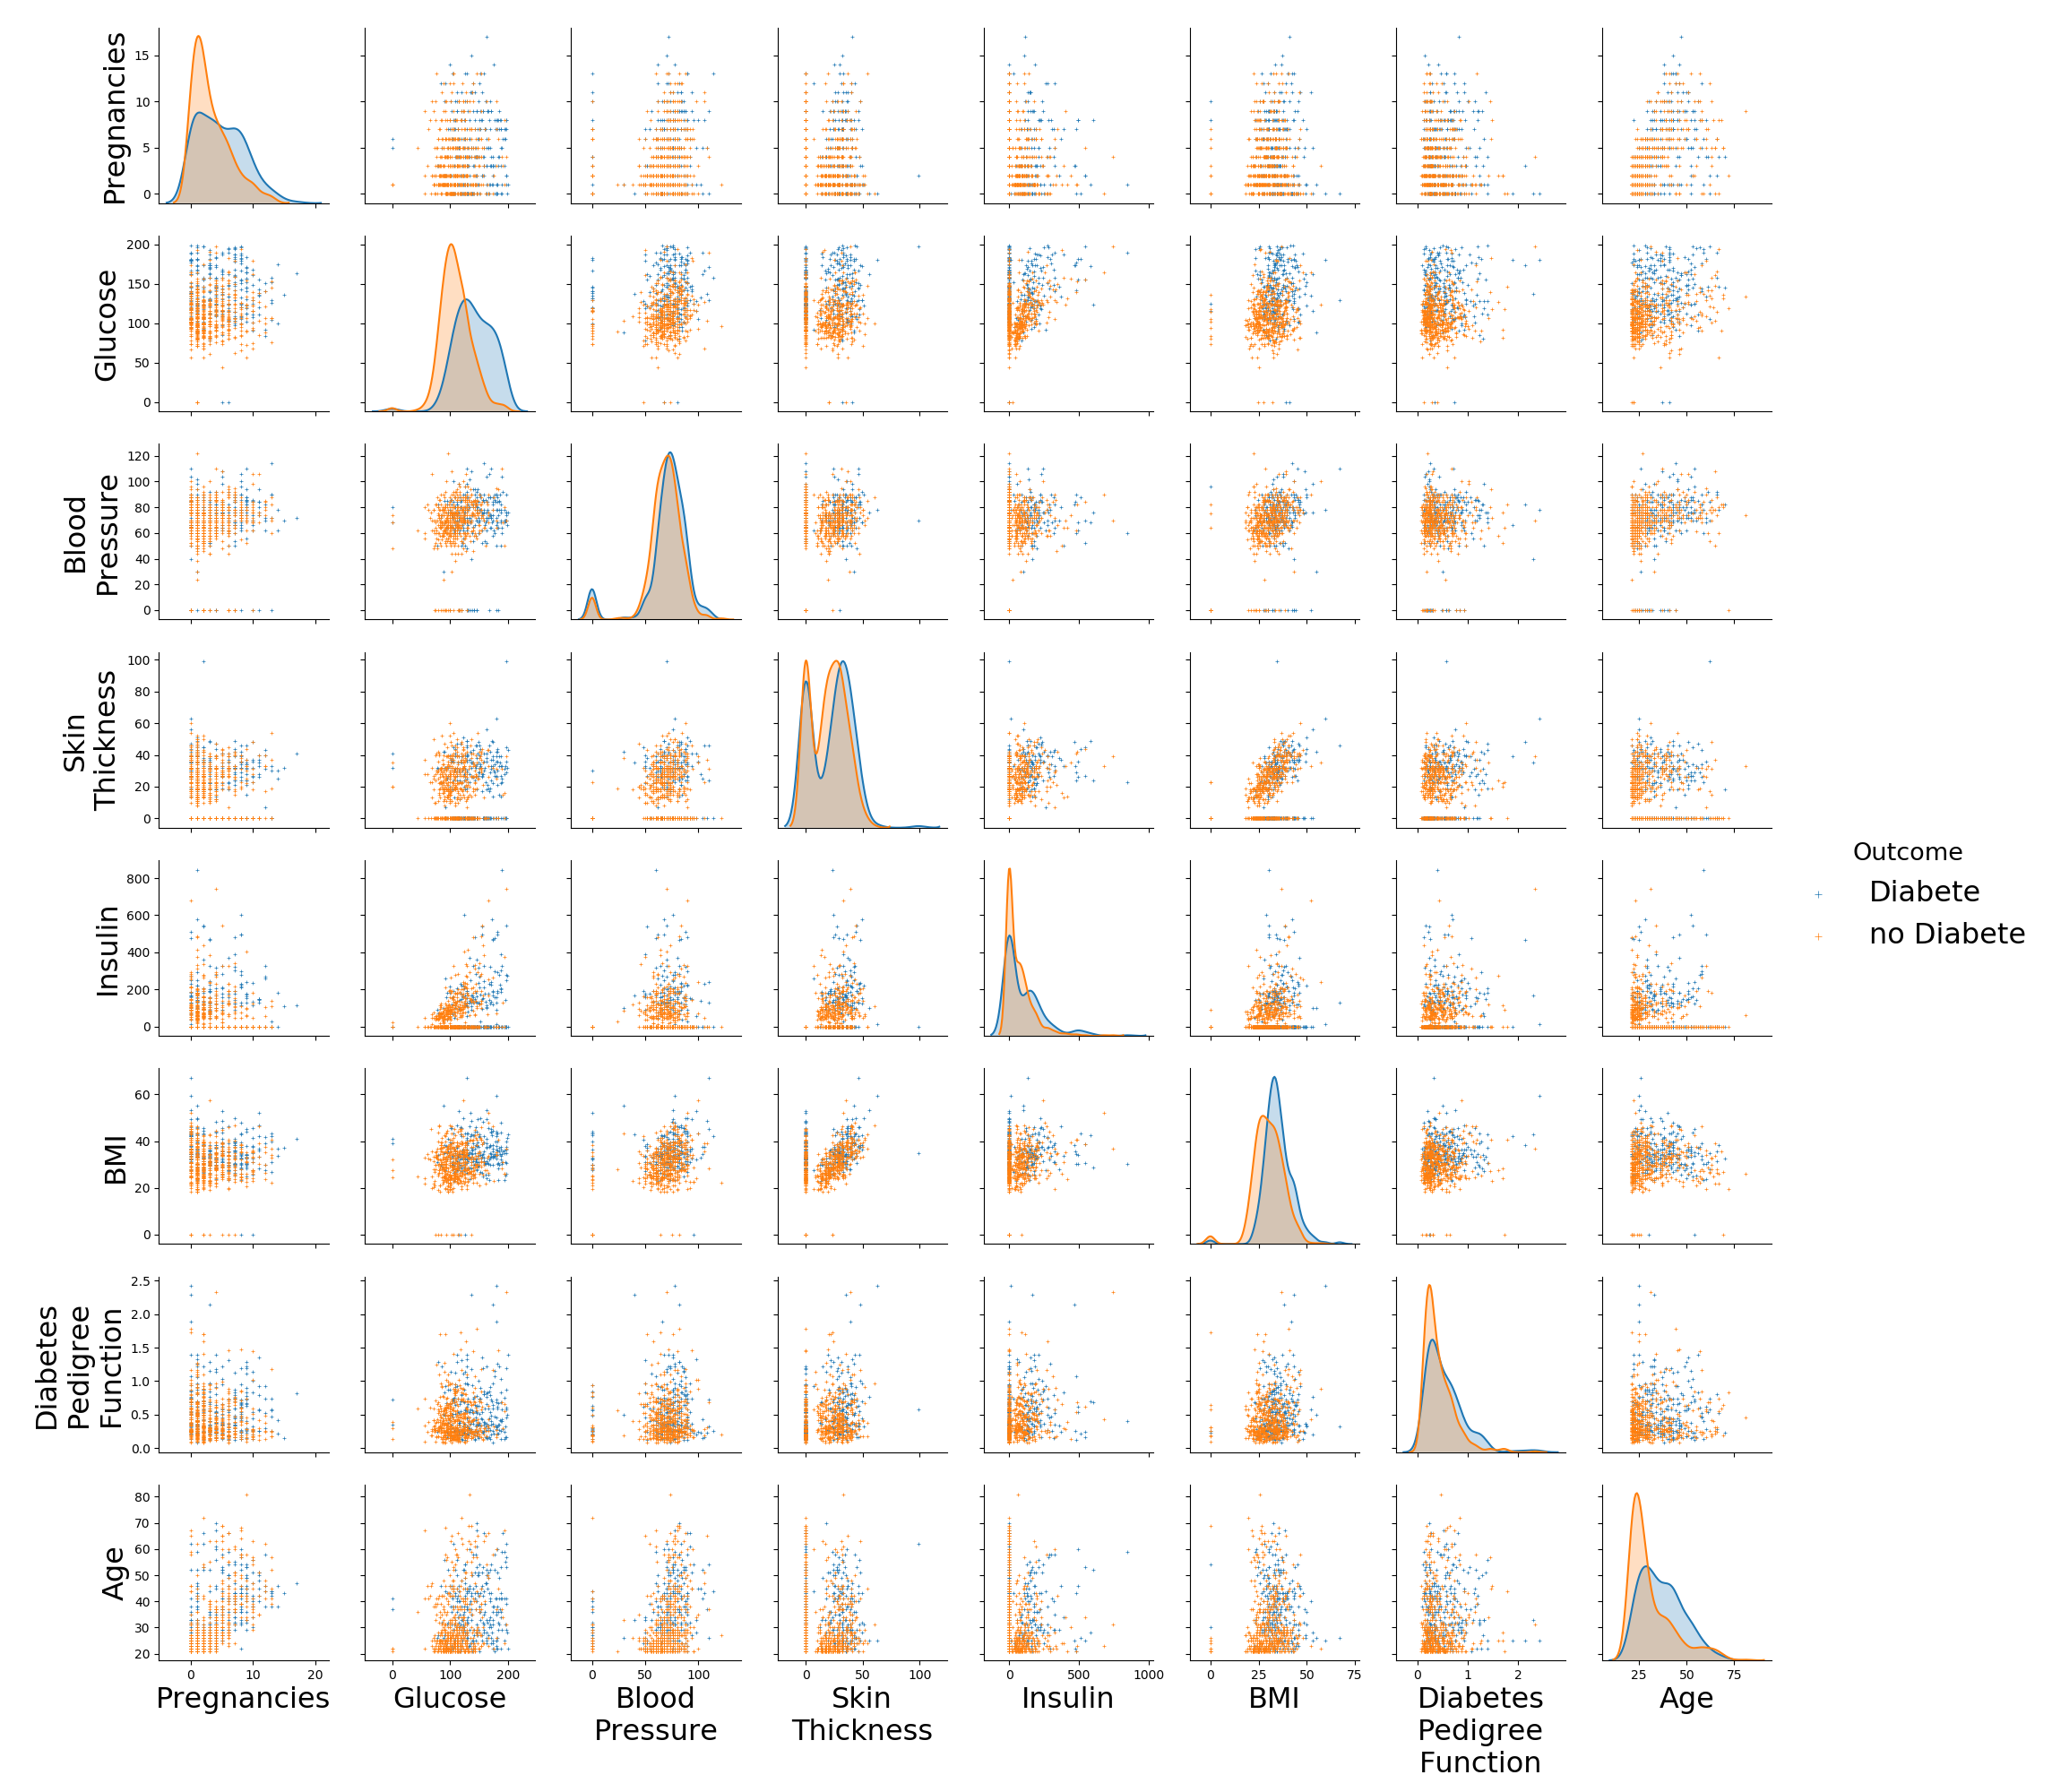 Pregnancies
15
10
5
0
Glucose
200
150
100
50
0
Blood
Pressure
120
100
80
60
40
20
0
Skin
Thickness
100
80
60
40
20
0
Insulin
800
600
400
200
0
BMI
60
40
20
0
Diabetes
Pedigree
Function
2.5
2.0
1.5
1.0
0.5
0.0
Age
80
70
60
50
40
30
20
0 10 20
0 100 200
0 50 100
0 50 100
0 500 1000
0 25 50 75
0 1 2
25 50 75
Pregnancies
Glucose
Blood
Pressure
Skin
Thickness
Insulin
BMI
Diabetes
Pedigree
Function
Age
Outcome
Diabete
no Diabete